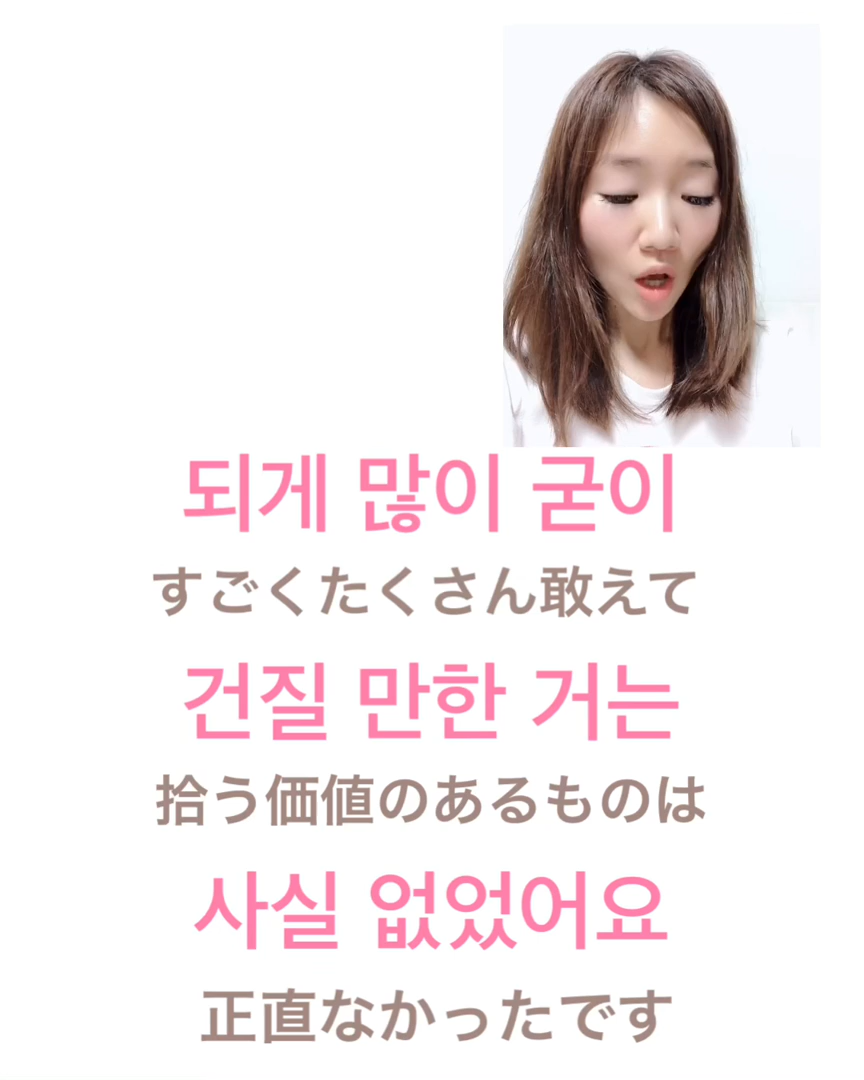 되게 많이 굳이
すごくたくさん敢えて
건질 만한 거는
拾う価値のあるものは
사실 없었어요
正直なかったです